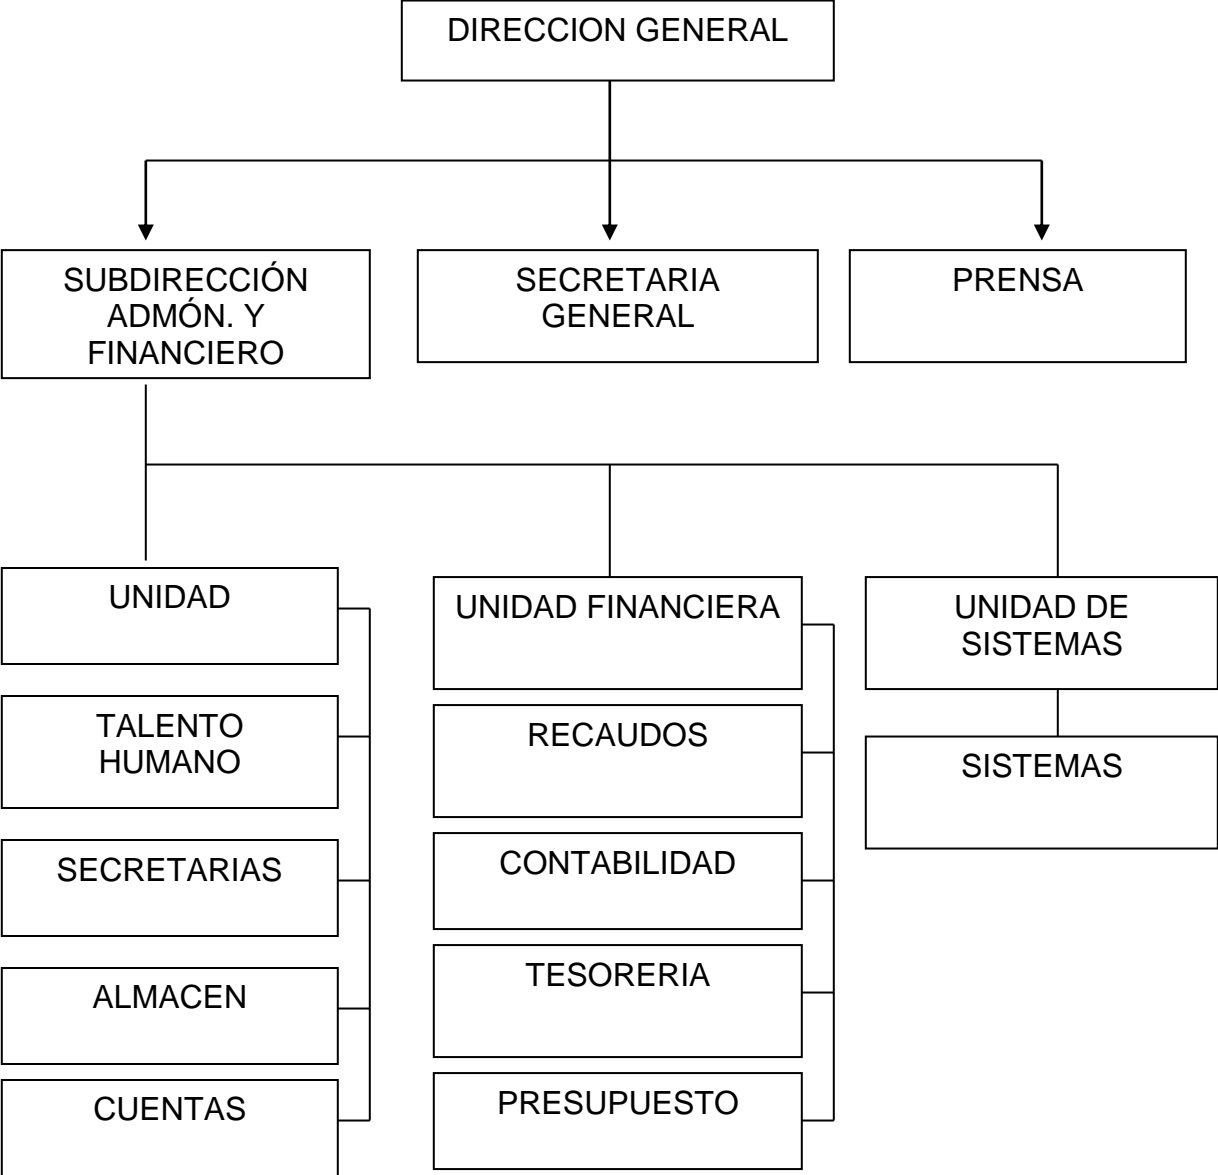 DIRECCION GENERAL
SUBDIRECCIÓN
ADMÓN. Y
FINANCIERO
SECRETARIA
GENERAL
PRENSA
UNIDAD
TALENTO
HUMANO
SECRETARIAS
ALMACEN
CUENTAS
UNIDAD FINANCIERA
RECAUDOS
CONTABILIDAD
TESORERIA
PRESUPUESTO
UNIDAD DE
SISTEMAS
SISTEMAS